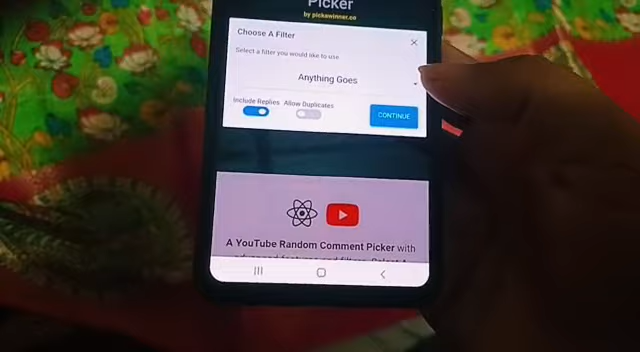 Picker
by pickawinner.co
Choose A Filter
Select a filter you would like to use
Anything Goes
Include Replies Allow Duplicates
CONTINUE
A YouTube Random Comment Picker with